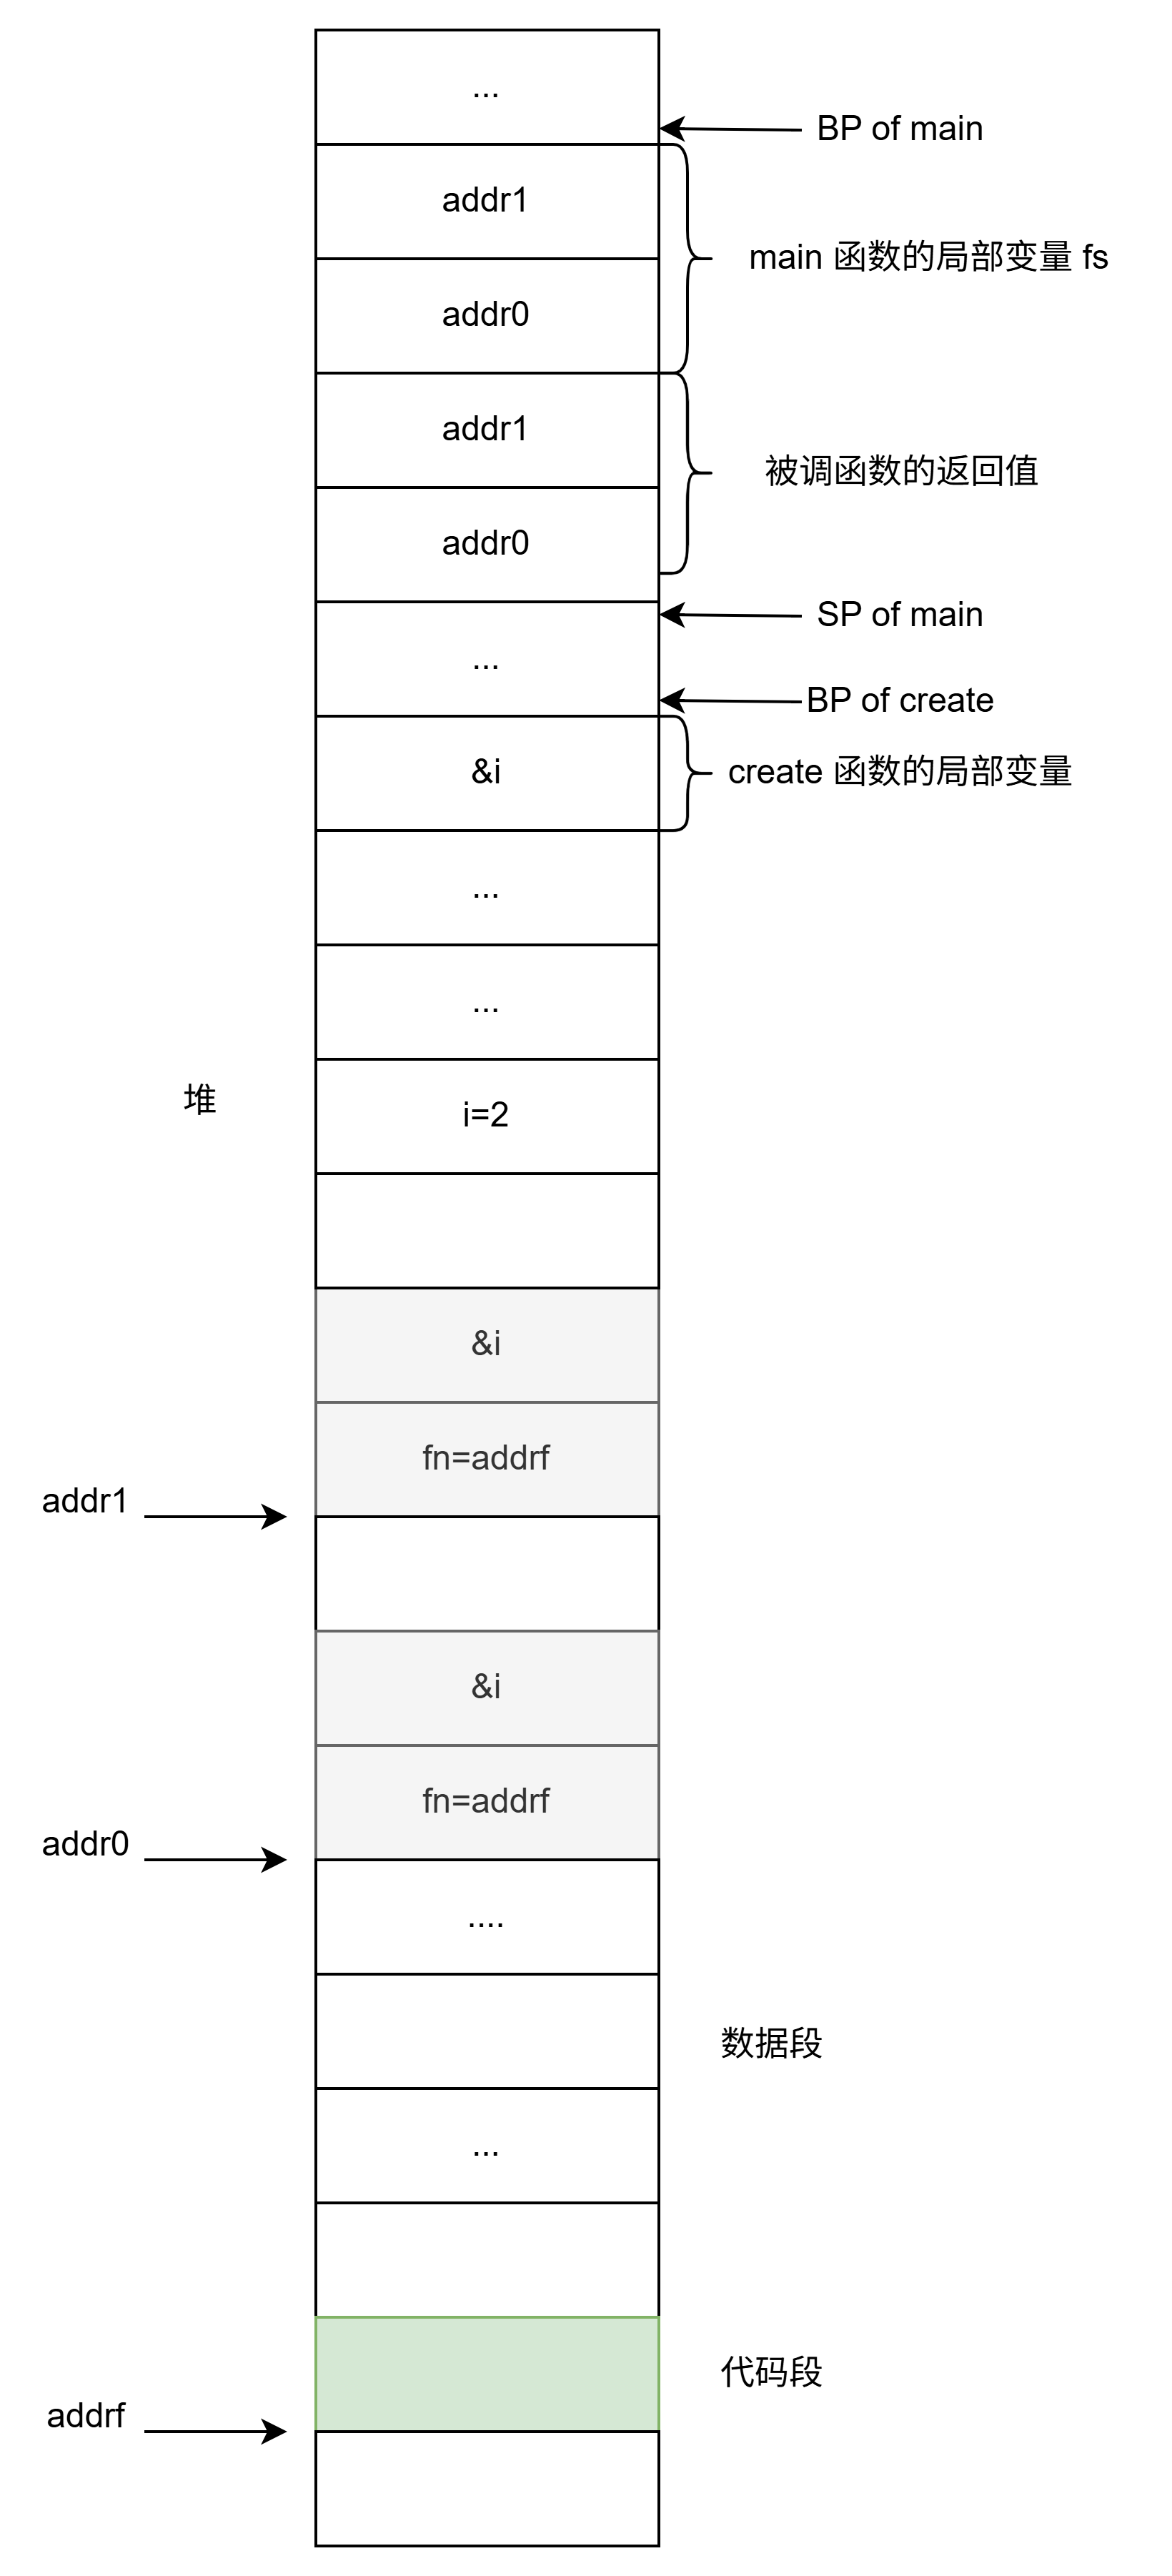 ...
BP of main
addr1
main 函数的局部变量 fs
addr0
addr1
被调函数的返回值
addr0
SP of main
...
BP of create
&i
create 函数的局部变量
...
...
堆
i=2
&i
fn=addrf
addr1
&i
fn=addrf
addr0
....
数据段
...
代码段
addrf